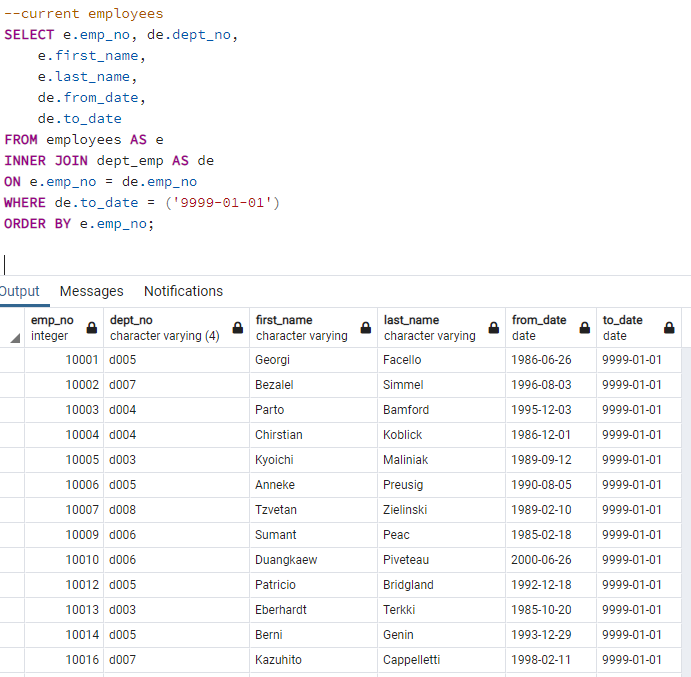 --current employees
SELECT e.emp_no, de.dept_no,
e.first_name,
e.last_name,
de.from_date,
de.to_date
FROM employees AS e
INNER JOIN dept_emp AS de
ON e.emp_no = de.emp_no
WHERE de.to_date = ('9999-01-01')
ORDER BY e.emp_no;
Output Messages Notifications
emp_no dept_no first_name last_name from_date to_date
integer character varying (4) character varying character varying date date
10001 d005 Georgi Facello 1986-06-26 9999-01-01
10002 d007 Bezalel Simmel 1996-08-03 9999-01-01
10003 d004 Parto Bamford 1995-12-03 9999-01-01
10004 d004 Chirstian Koblick 1986-12-01 9999-01-01
10005 d003 Kyoichi Maliniak 1989-09-12 9999-01-01
10006 d005 Anneke Preusig 1990-08-05 9999-01-01
10007 d008 Tzvetan Zielinski 1989-02-10 9999-01-01
10009 d006 Sumant Peac 1985-02-18 9999-01-01
10010 d006 Duangkaew Piveteau 2000-06-26 9999-01-01
10012 d005 Patricio Bridgland 1992-12-18 9999-01-01
10013 d003 Eberhardt Terkki 1985-10-20 9999-01-01
10014 d005 Berni Genin 1993-12-29 9999-01-01
10016 d007 Kazuhito Cappelletti 1998-02-11 9999-01-01